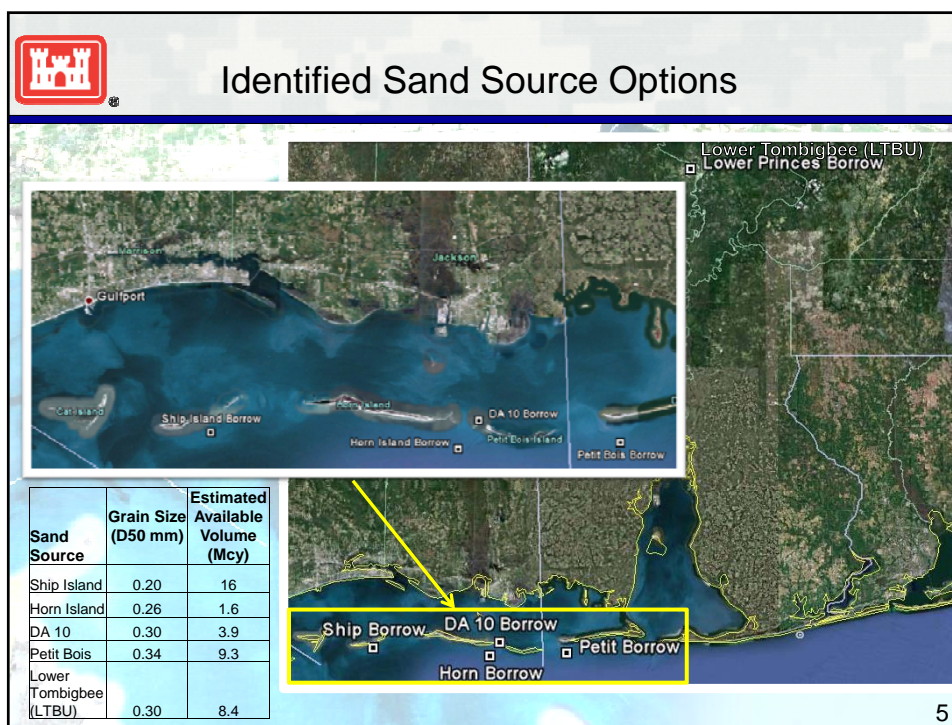 Identified Sand Source Options
Lower Tombigbee (LTBU)
Lower Princes Borrow
Harrison
Jackson
Gulfport
Cat Island
Ship Island Borrow
Horn Island
DA 10 Borrow
Horn Island Borrow
Petit Bois Island
Petit Bois Borrow
Sand Source Grain Size (D50 mm) Estimated Available Volume (Mcy)
Ship Island 0.20 16
Horn Island 0.26 1.6
DA 10 0.30 3.9
Petit Bois 0.34 9.3
Lower Tombigbee (LTBU) 0.30 8.4
Ship Borrow
DA 10 Borrow
Horn Borrow
Petit Borrow
5